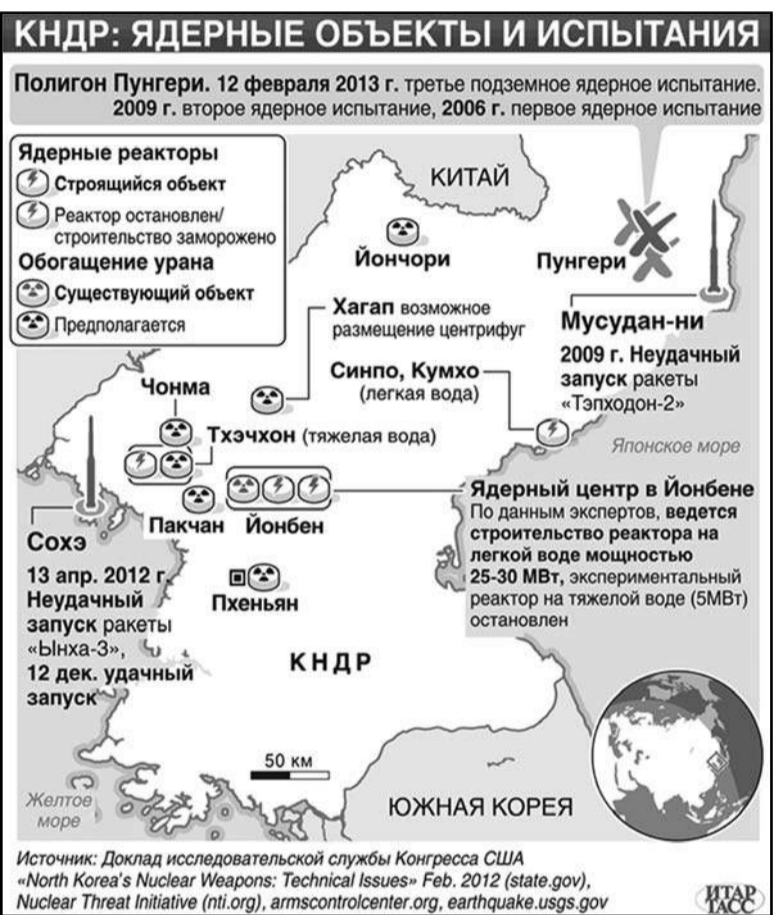 КНДР: ЯДЕРНЫЕ ОБЪЕКТЫ И ИСПЫТАНИЯ
Полигон Пунгери. 12 февраля 2013 г. третье подземное ядерное испытание.
2009 г. второе ядерное испытание, 2006 г. первое ядерное испытание
Ядерные реакторы
Строящийся объект
Реактор остановлен/
строительство заморожено
Обогащение урана
Существующий объект
Предполагается
КИТАЙ
Йончори
Пунгери
Хагап возможное
размещение центрифуг
Мусудан-ни
2009 г. Неудачный
запуск ракеты
«Тэпходон-2»
Синпо, Кумхо
(легкая вода)
Чонма
Тхэчхон (тяжелая вода)
Японское море
Пакчан
Йонбен
Ядерный центр в Йонбене
По данным экспертов, ведется
строительство реактора на
легкой воде мощностью
25-30 МВт, экспериментальный
реактор на тяжелой воде (5МВт)
остановлен
Сохэ
13 апр. 2012 г.
Неудачный
запуск ракеты
«Ынха-3»,
12 дек. удачный
запуск
Пхеньян
КНДР
50 км
Желтое
море
ЮЖНАЯ КОРЕЯ
Источник: Доклад исследовательской службы Конгресса США
«North Korea's Nuclear Weapons: Technical Issues» Feb. 2012 (state.gov),
Nuclear Threat Initiative (nti.org), armscontrolcenter.org, earthquake.usgs.gov
ИТАР
ТАСС